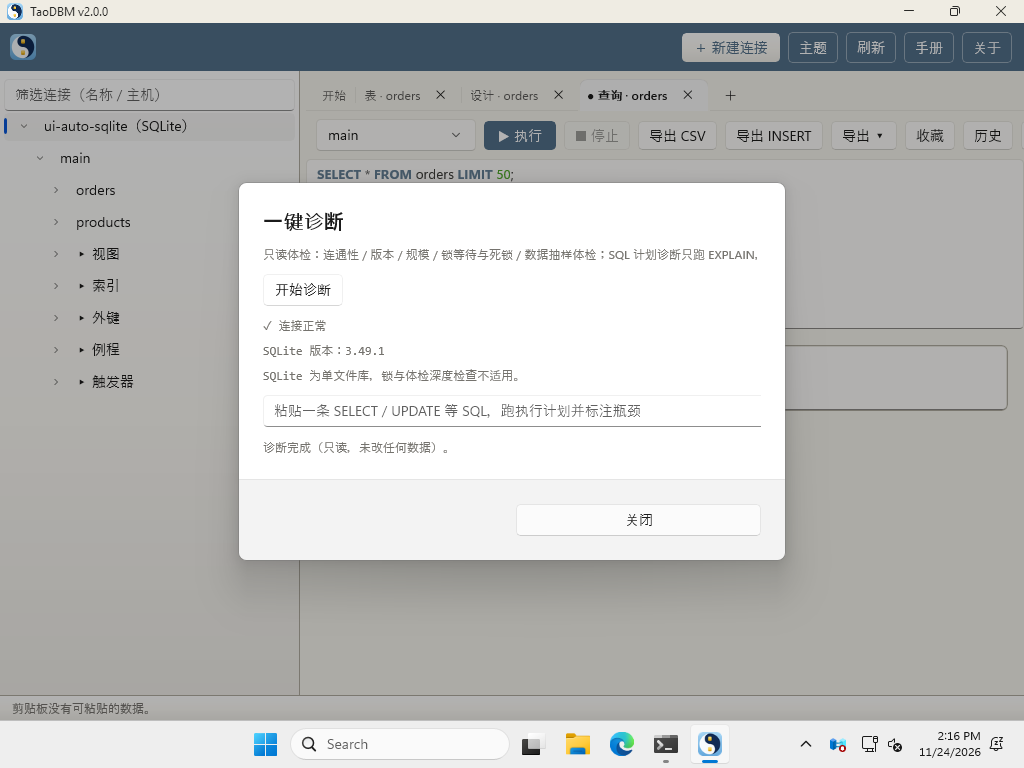 TaoDBM v2.0.0
+ 新建连接
主题
刷新
手册
关于
筛选连接（名称 / 主机）
开始
表 · orders
设计 · orders
● 查询 · orders
ui-auto-sqlite（SQLite）
main
orders
products
视图
索引
外键
例程
触发器
main
执行
停止
导出 CSV
导出 INSERT
导出
收藏
历史
SELECT * FROM orders LIMIT 50;
一键诊断
只读体检：连通性 / 版本 / 规模 / 锁等待与死锁 / 数据抽样体检；SQL 计划诊断只跑 EXPLAIN,
开始诊断
✓ 连接正常
SQLite 版本：3.49.1
SQLite 为单文件库，锁与体检深度检查不适用。
粘贴一条 SELECT / UPDATE 等 SQL，跑执行计划并标注瓶颈
诊断完成（只读，未改任何数据）。
关闭
剪贴板没有可粘贴的数据。
Search
2:16 PM
11/24/2026